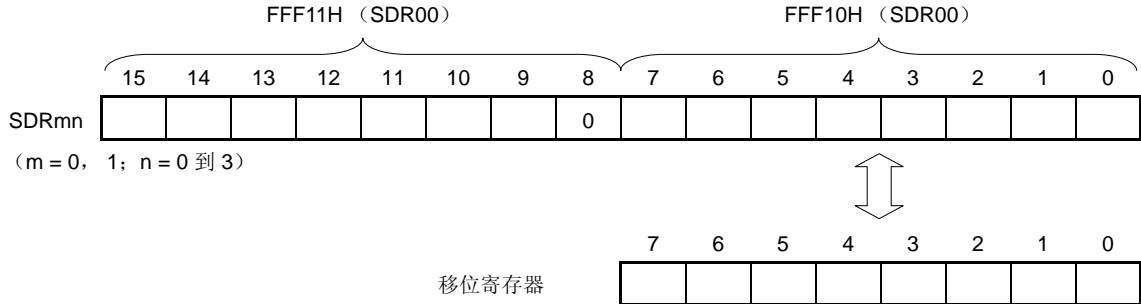 FFF11H （SDR00） FFF10H （SDR00）
15 14 13 12 11 10 9 8 7 6 5 4 3 2 1 0
SDRmn 0
（m = 0， 1；n = 0 到 3）
7 6 5 4 3 2 1 0
移位寄存器